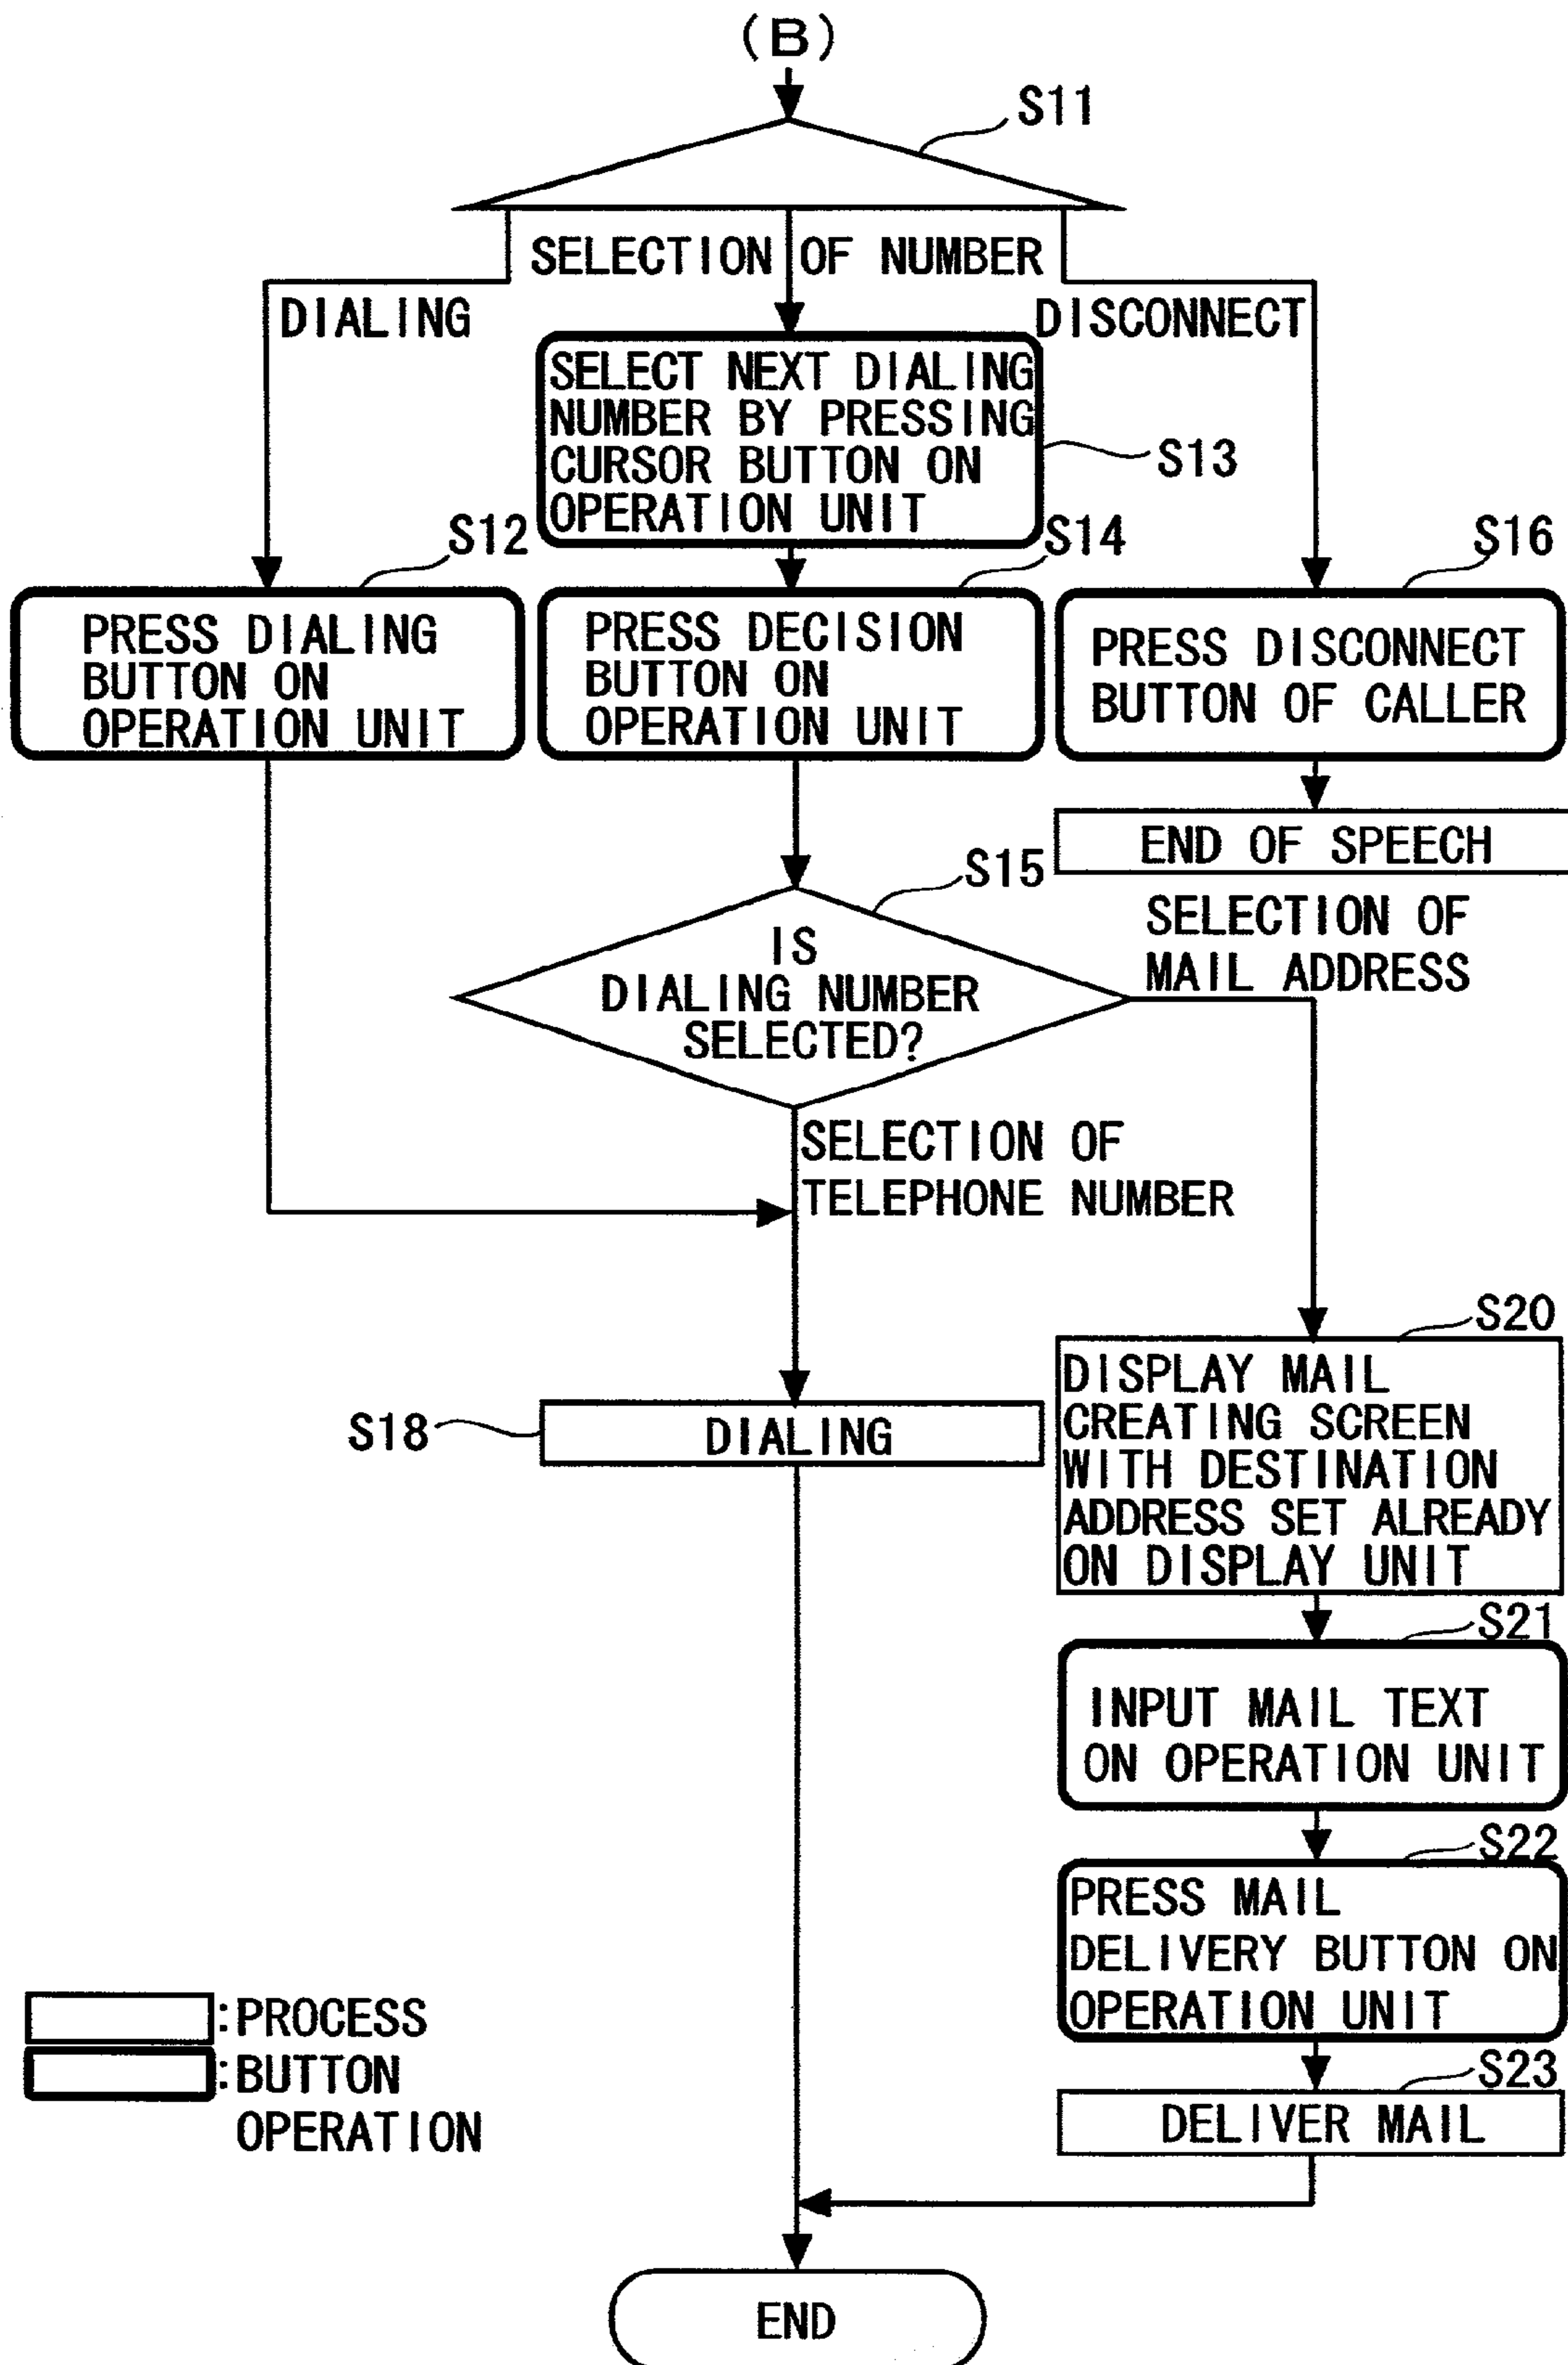 (B)
S11
SELECTION OF NUMBER
DIALING
DISCONNECT
SELECT NEXT DIALING
NUMBER BY PRESSING
CURSOR BUTTON ON
OPERATION UNIT
S13
S12
S14
S16
PRESS DIALING
BUTTON ON
OPERATION UNIT
PRESS DECISION
BUTTON ON
OPERATION UNIT
PRESS DISCONNECT
BUTTON OF CALLER
END OF SPEECH
S15
IS
DIALING NUMBER
SELECTED?
SELECTION OF
MAIL ADDRESS
SELECTION OF
TELEPHONE NUMBER
S20
DISPLAY MAIL
CREATING SCREEN
WITH DESTINATION
ADDRESS SET ALREADY
ON DISPLAY UNIT
S18
DIALING
S21
INPUT MAIL TEXT
ON OPERATION UNIT
S22
PRESS MAIL
DELIVERY BUTTON ON
OPERATION UNIT
S23
DELIVER MAIL
:PROCESS
:BUTTON
OPERATION
END